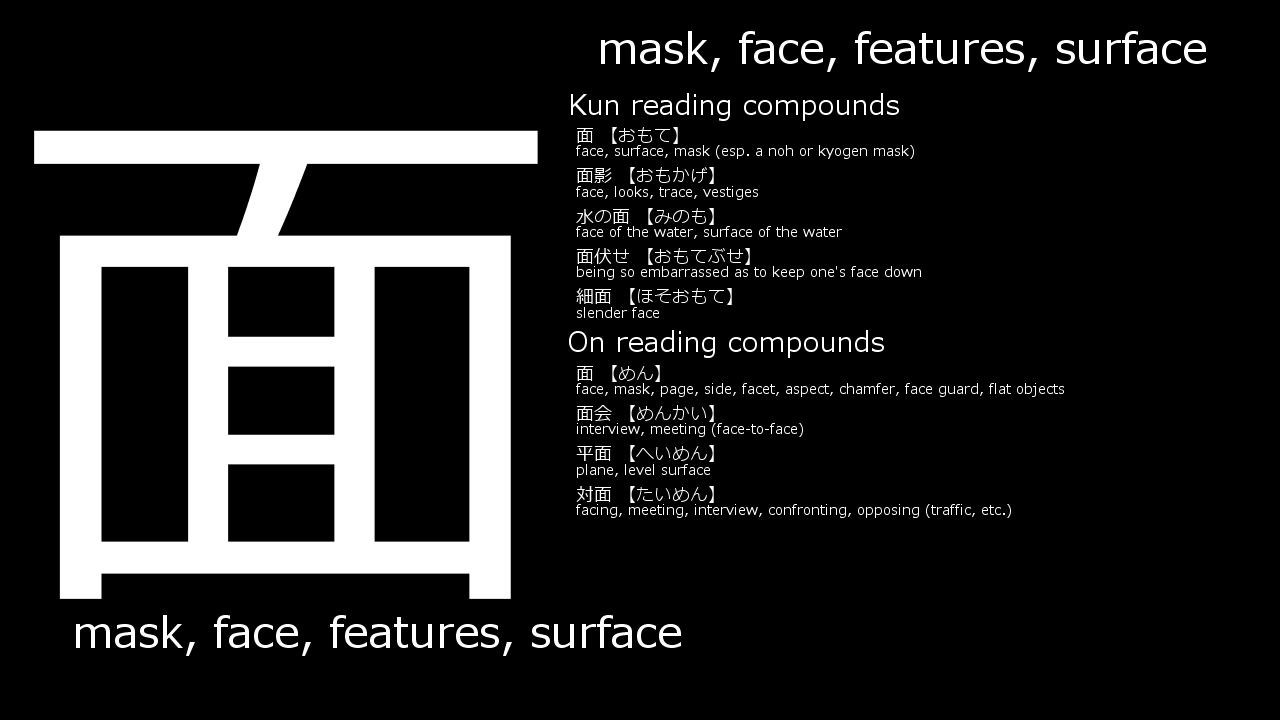 面
mask, face, features, surface
mask, face, features, surface
Kun reading compounds
面 【おもて】
face, surface, mask (esp. a noh or kyogen mask)
面影 【おもかげ】
face, looks, trace, vestiges
水の面 【みのも】
face of the water, surface of the water
面伏せ 【おもてぶせ】
being so embarrassed as to keep one's face down
細面 【ほそおもて】
slender face
On reading compounds
面 【めん】
face, mask, page, side, facet, aspect, chamfer, face guard, flat objects
面会 【めんかい】
interview, meeting (face-to-face)
平面 【へいめん】
plane, level surface
対面 【たいめん】
facing, meeting, interview, confronting, opposing (traffic, etc.)